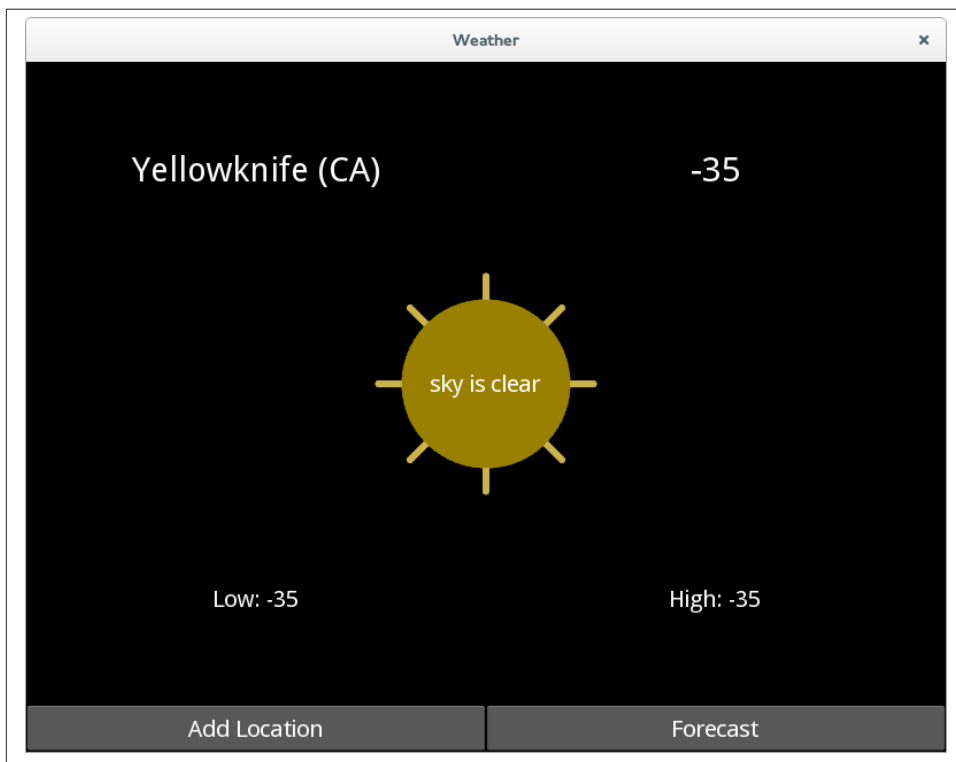 Weather
Yellowknife (CA) -35
sky is clear
Low: -35 High: -35
Add Location Forecast